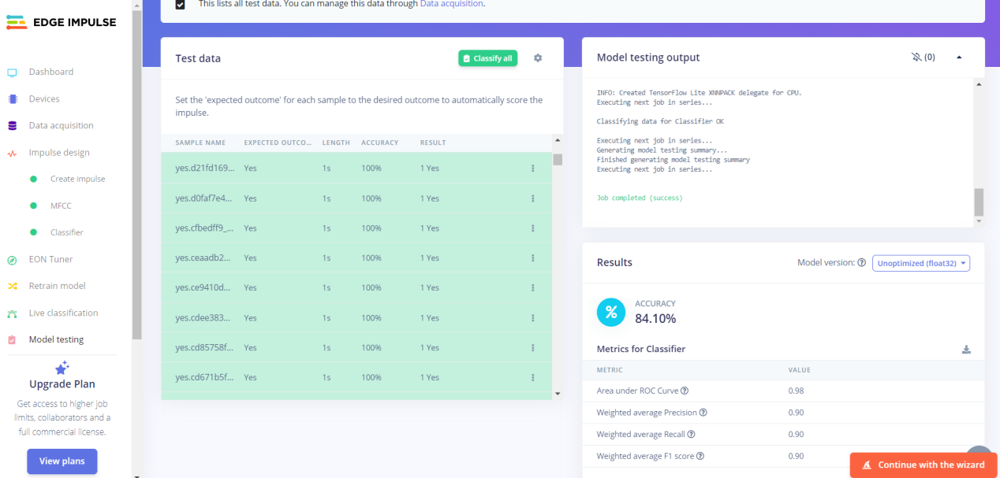 This lists all test data. You can manage this data through Data acquisition.
EDGE IMPULSE
Dashboard
Devices
Data acquisition
Impulse design
Create impulse
MFCC
Classifier
EON Tuner
Retrain model
Live classification
Model testing
Upgrade Plan
Get access to higher job
limits, collaborators and a
full commercial license.
View plans
Test data
Classify all
Set the 'expected outcome' for each sample to the desired outcome to automatically score the
impulse.
SAMPLE NAME EXPECTED OUTCO... LENGTH ACCURACY RESULT
yes.d21fd169... Yes 1s 100% 1 Yes
yes.d0faf7e4... Yes 1s 100% 1 Yes
yes.cfbedff9_... Yes 1s 100% 1 Yes
yes.ceaadb2... Yes 1s 100% 1 Yes
yes.ce9410d... Yes 1s 100% 1 Yes
yes.cdee383... Yes 1s 100% 1 Yes
yes.cd85758f... Yes 1s 100% 1 Yes
yes.cd671b5f... Yes 1s 100% 1 Yes
Model testing output
(0)
INFO: Created TensorFlow Lite XNNPACK delegate for CPU.
Executing next job in series...
Classifying data for Classifier OK
Executing next job in series...
Generating model testing summary...
Finished generating model testing summary
Executing next job in series...
Job completed (success)
Results
Model version: ? Unoptimized (float32)
%
ACCURACY
84.10%
Metrics for Classifier
METRIC VALUE
Area under ROC Curve ? 0.98
Weighted average Precision ? 0.90
Weighted average Recall ? 0.90
Weighted average F1 score ? 0.90
Continue with the wizard